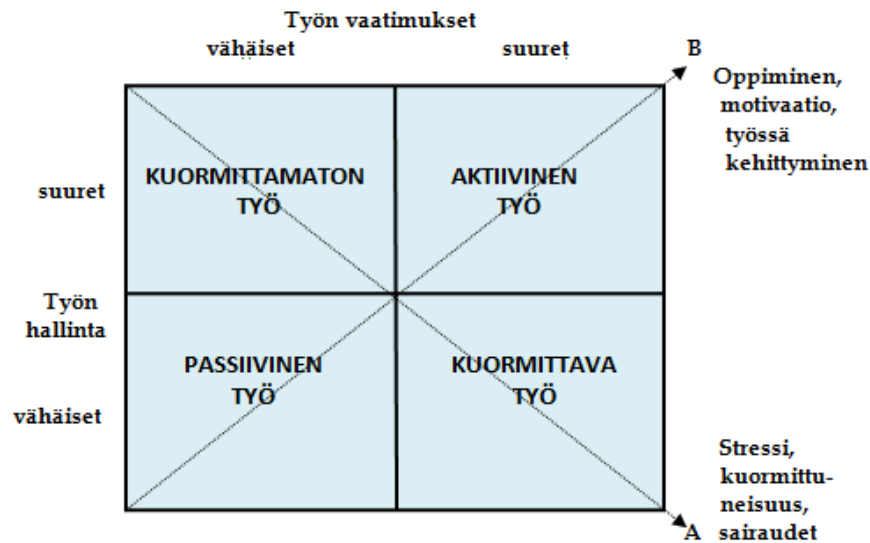 Työn vaatimukset
vähäiset
suuret
B
Oppiminen,
motivaatio,
työssä
kehittyminen
suuret
KUORMITTAMATON
TYÖ
AKTIIVINEN
TYÖ
Työn
hallinta
vähäiset
PASSIIVINEN
TYÖ
KUORMITTAVA
TYÖ
Stressi,
kuormittu-
neisuus,
sairaudet
A